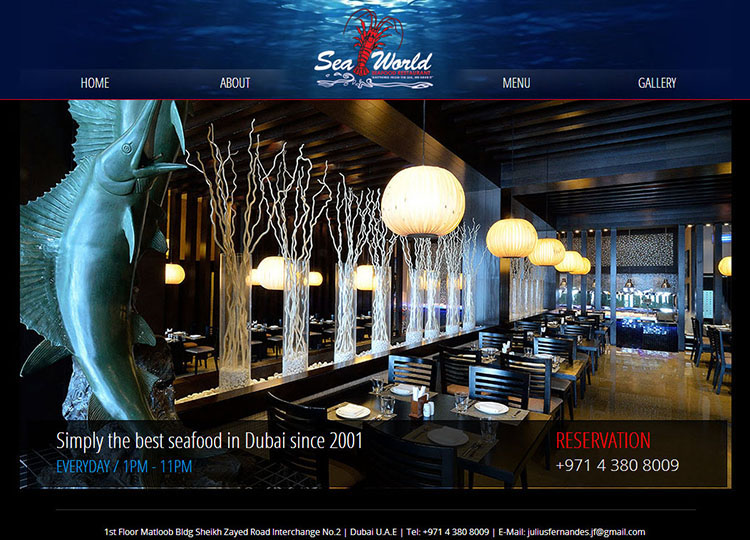 Sea World
SEAFOOD RESTAURANT
HOME
ABOUT
MENU
GALLERY
Simply the best seafood in Dubai since 2001
EVERYDAY / 1PM - 11PM
RESERVATION
+971 4 380 8009
1st Floor Matloob Bldg Sheikh Zayed Road Interchange No.2 | Dubai U.A.E | Tel: +971 4 380 8009 | E-Mail: juliusfernandes.jf@gmail.com